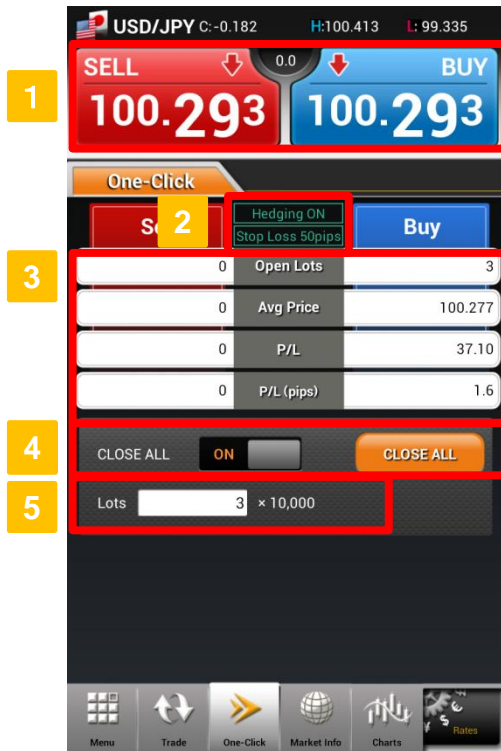 USD/JPY C:-0.182 H:100.413 L: 99.335
SELL 0.0 BUY
1
100.293 100.293
One-Click
2
Hedging ON
Stop Loss 50pips
Buy
3
0 Open Lots 3
0 Avg Price 100.277
0 P/L 37.10
0 P/L (pips) 1.6
4
CLOSE ALL ON CLOSE ALL
5
Lots 3 × 10,000
Menu Trade One-Click Market Info Charts Rates